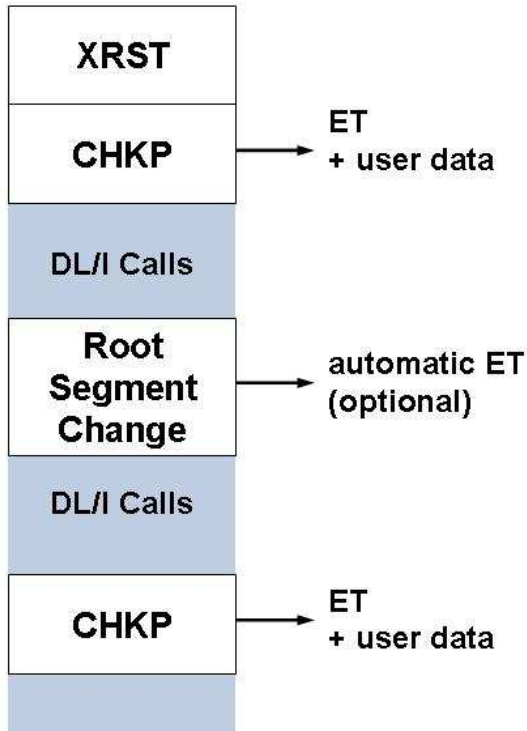 XRST
CHKP
ET
+ user data
DL/I Calls
Root
Segment
Change
automatic ET
(optional)
DL/I Calls
CHKP
ET
+ user data